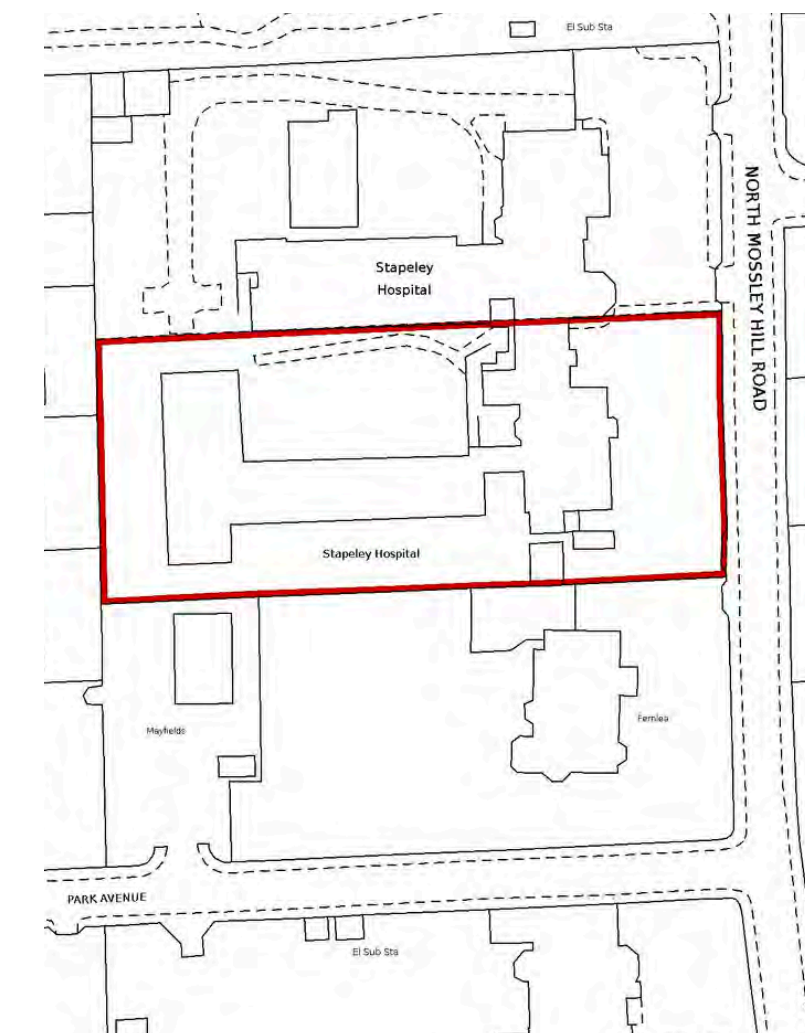 El Sub Sta
NORTH MOSSLEY HILL ROAD
Stapeley
Hospital
Stapeley Hospital
Mayfields
Fernlea
PARK AVENUE
El Sub Sta